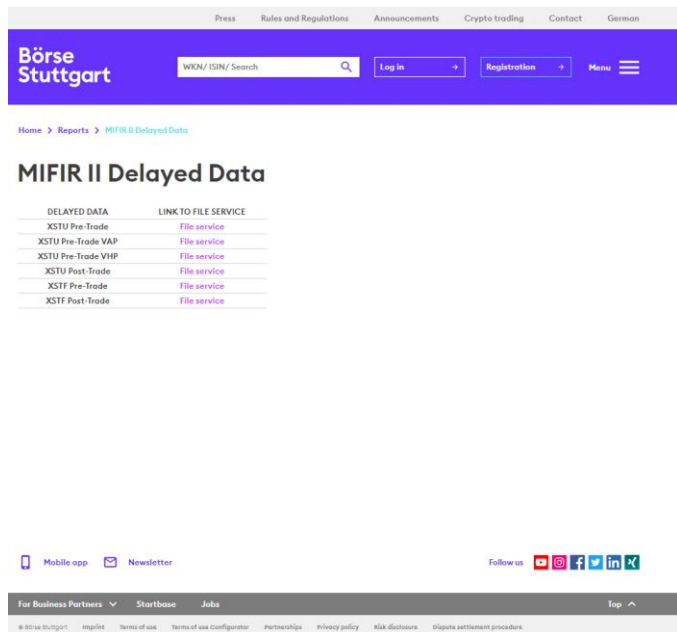 Press Rules and Regulations Announcements Crypto trading Contact German
Börse
Stuttgart
WKN/ ISIN/ Search
Log in
Registration
Menu
Home > Reports > MIFIR II Delayed Data
MIFIR II Delayed Data
DELAYED DATA LINK TO FILE SERVICE
XSTU Pre-Trade File service
XSTU Pre-Trade VAP File service
XSTU Pre-Trade VHP File service
XSTU Post-Trade File service
XSTF Pre-Trade File service
XSTF Post-Trade File service
Mobile app Newsletter Follow us
For Business Partners Startbase Jobs Top
© Börse Stuttgart Imprint Terms of use Terms of use Configurator Partnerships Privacy policy Risk disclosure Dispute settlement procedure